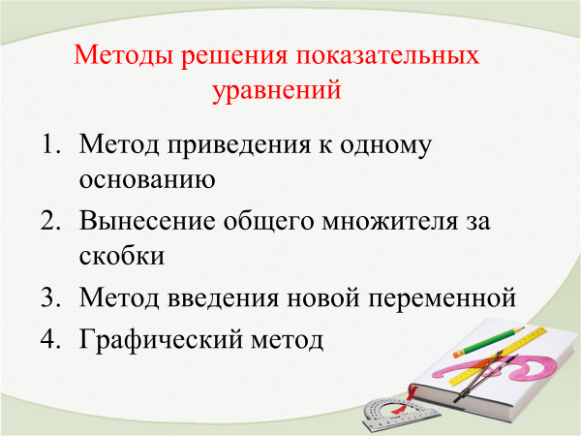 Методы решения показательных
уравнений
1. Метод приведения к одному
основанию
2. Вынесение общего множителя за
скобки
3. Метод введения новой переменной
4. Графический метод